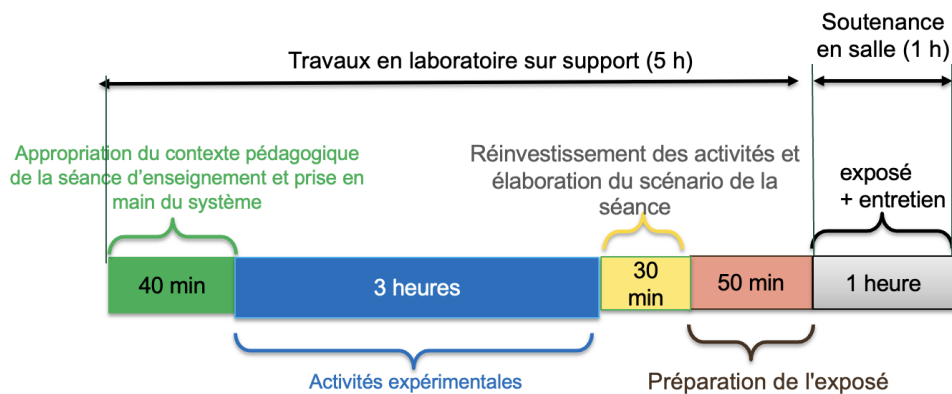 Soutenance
en salle (1 h)
Travaux en laboratoire sur support (5 h)
Appropriation du contexte pédagogique
de la séance d'enseignement et prise en
main du système
Réinvestissement des activités et
élaboration du scénario de la
séance
exposé
+ entretien
40 min
3 heures
30
min
50 min
1 heure
Activités expérimentales
Préparation de l'exposé